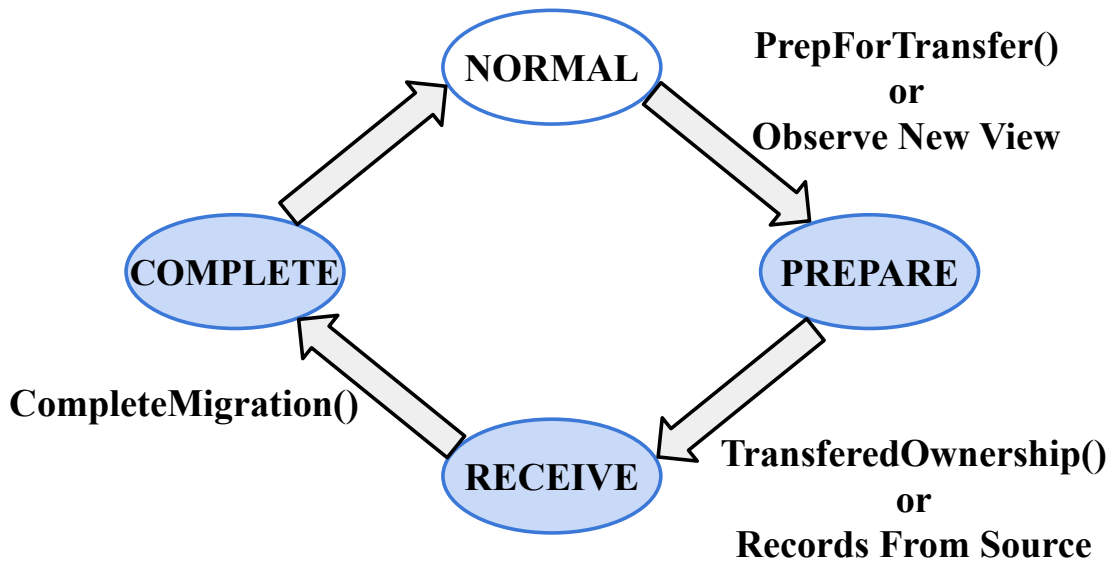 NORMAL
PrepForTransfer()
or
Observe New View
COMPLETE
PREPARE
CompleteMigration()
RECEIVE
TransferedOwnership()
or
Records From Source